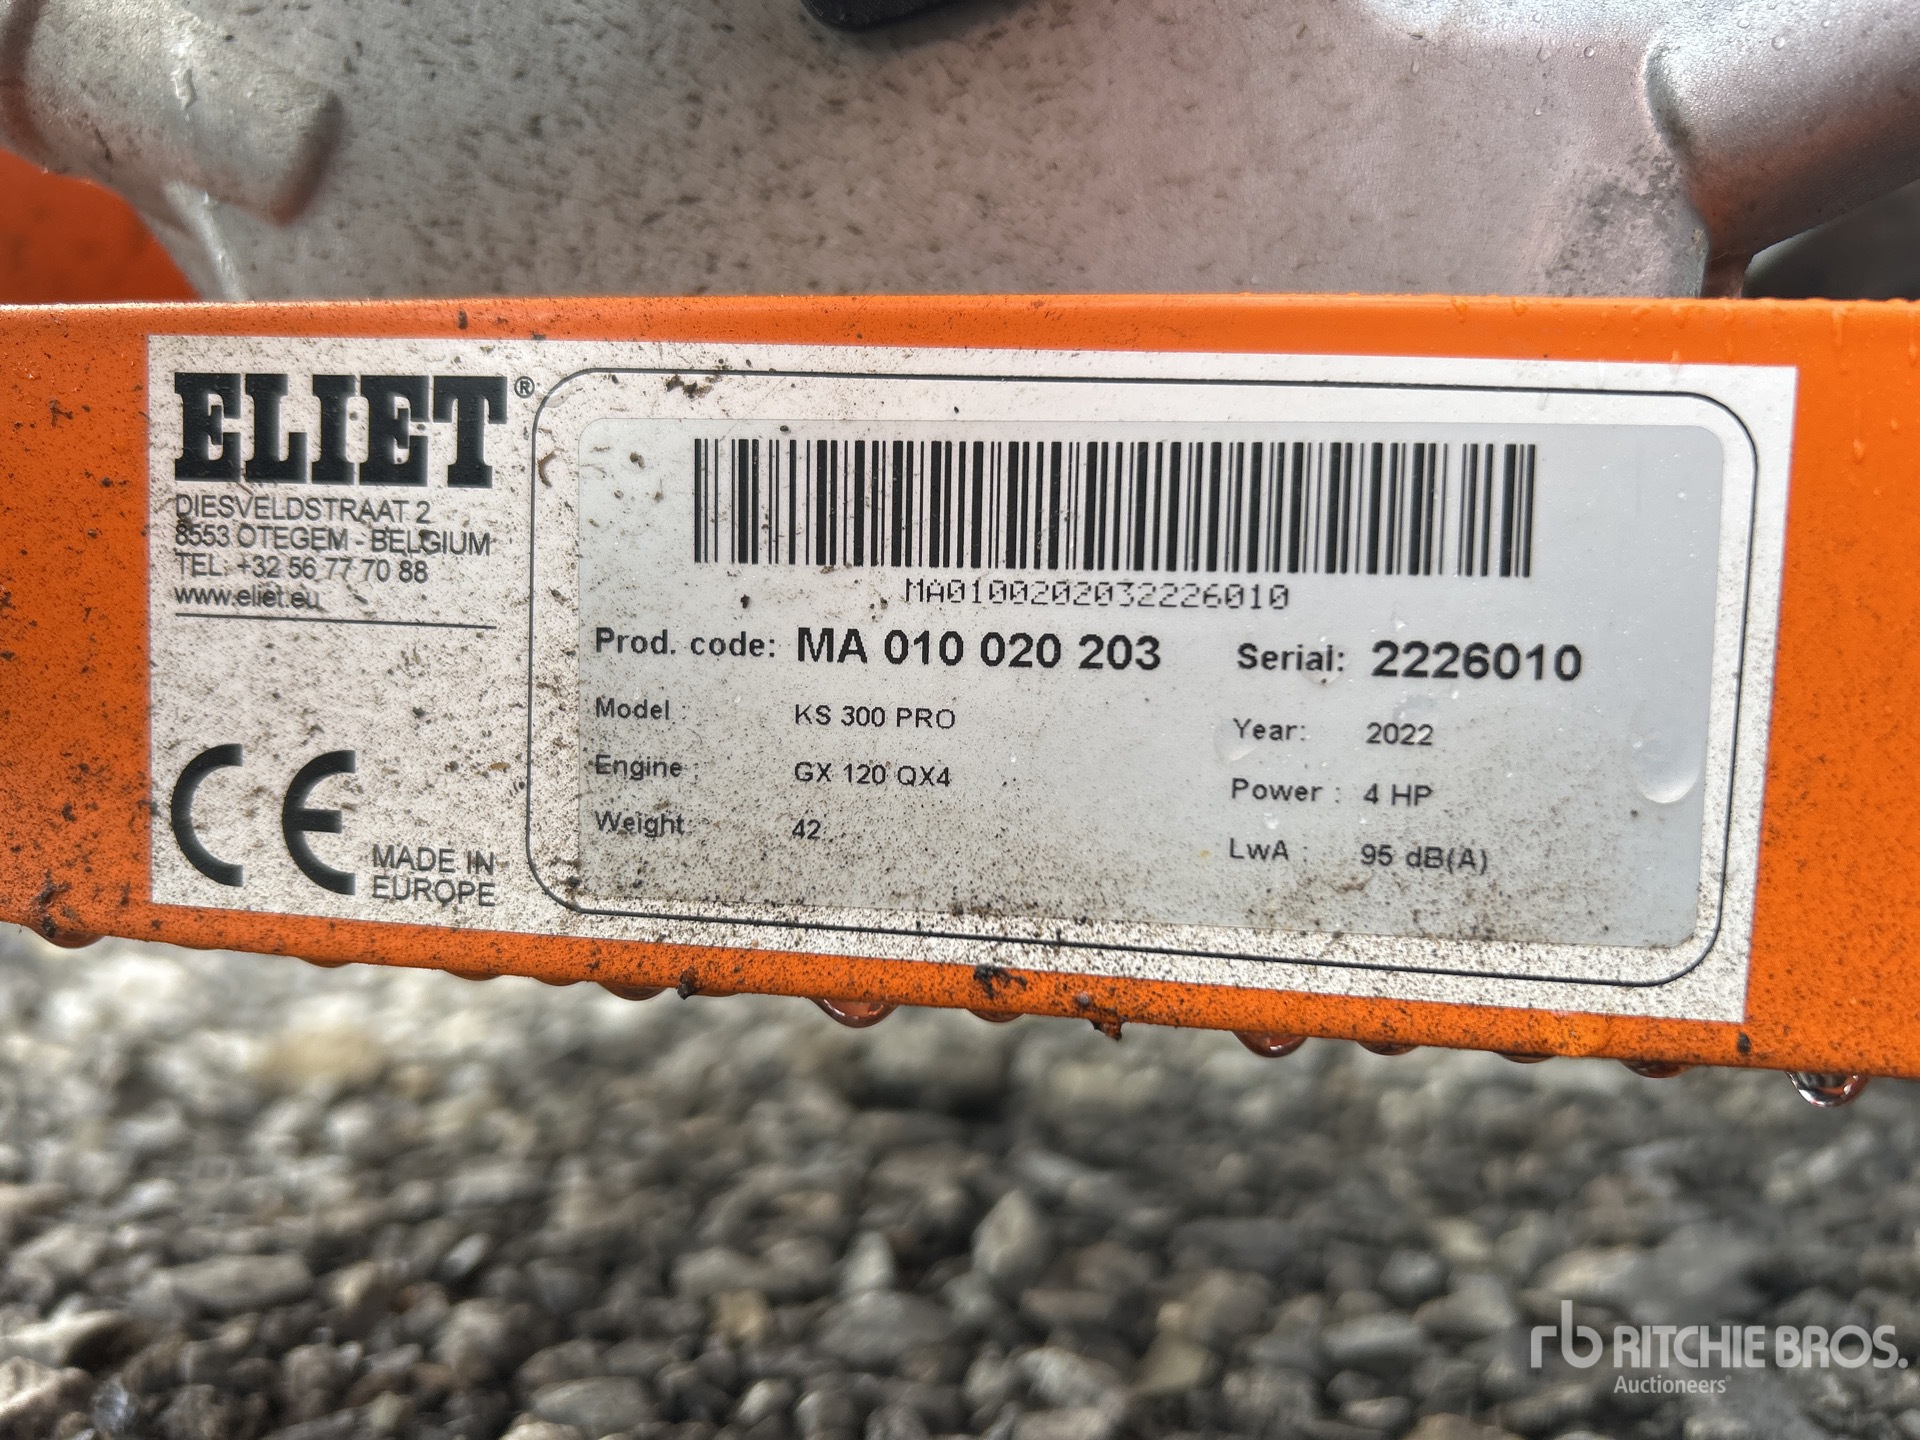 ELIET®
DIESVELDSTRAAT 2
8553 OTEGEM - BELGIUM
TEL: +32 56 77 70 88
www.eliet.eu
CE
MADE IN
EUROPE
MA0100202032226010
Prod. code: MA 010 020 203 Serial: 2226010
Model : KS 300 PRO Year: 2022
Engine : GX 120 QX4 Power : 4 HP
Weight: 42 LwA : 95 dB(A)
rb RITCHIE BROS.
Auctioneers